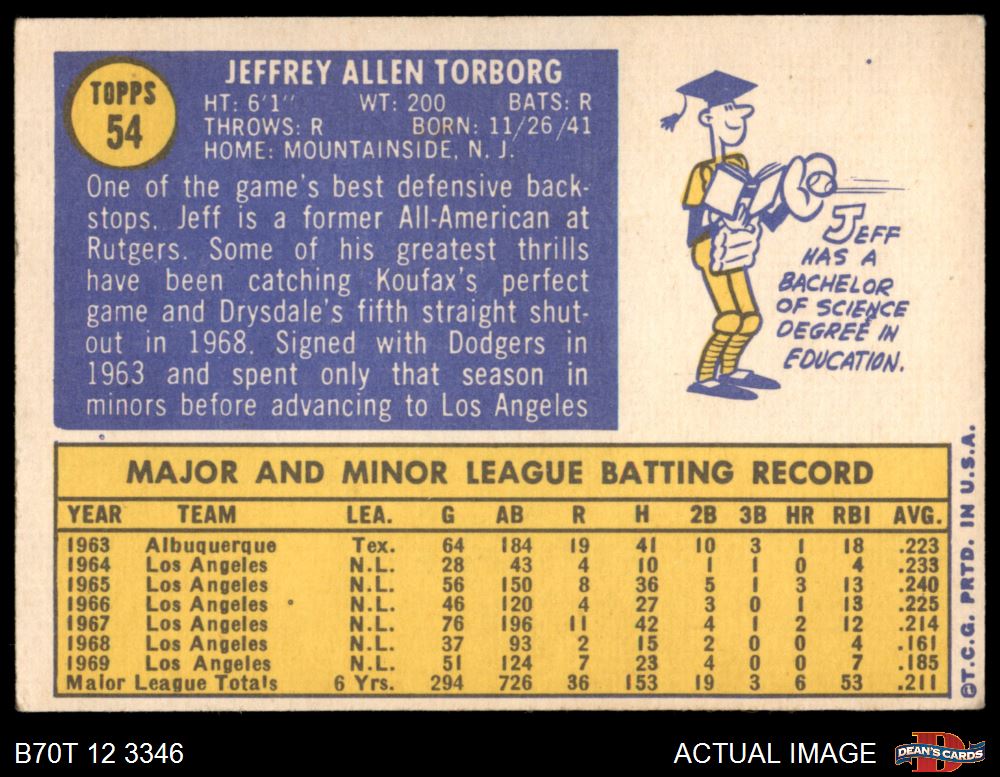 TOPPS
54
JEFFREY ALLEN TORBORG
HT: 6'1" WT: 200 BATS: R
THROWS: R BORN: 11/26/41
HOME: MOUNTAINSIDE, N. J.
One of the game's best defensive back-
stops, Jeff is a former All-American at
Rutgers. Some of his greatest thrills
have been catching Koufax's perfect
game and Drysdale's fifth straight shut-
out in 1968. Signed with Dodgers in
1963 and spent only that season in
minors before advancing to Los Angeles
JEFF
HAS A
BACHELOR
OF SCIENCE
DEGREE IN
EDUCATION.
MAJOR AND MINOR LEAGUE BATTING RECORD
YEAR TEAM LEA. G AB R H 2B 3B HR RBI AVG.
1963 Albuquerque Tex. 64 184 19 41 10 3 1 18 .223
1964 Los Angeles N.L. 28 43 4 10 1 1 0 4 .233
1965 Los Angeles N.L. 56 150 8 36 5 1 3 13 .240
1966 Los Angeles N.L. 46 120 4 27 3 0 1 13 .225
1967 Los Angeles N.L. 76 196 11 42 4 1 2 12 .214
1968 Los Angeles N.L. 37 93 2 15 2 0 0 4 .161
1969 Los Angeles N.L. 51 124 7 23 4 0 0 7 .185
Major League Totals 6 Yrs. 294 726 36 153 19 3 6 53 .211
©T.C.G. PRTD. IN U.S.A.
B70T 12 3346
ACTUAL IMAGE
D
DEAN'S CARDS